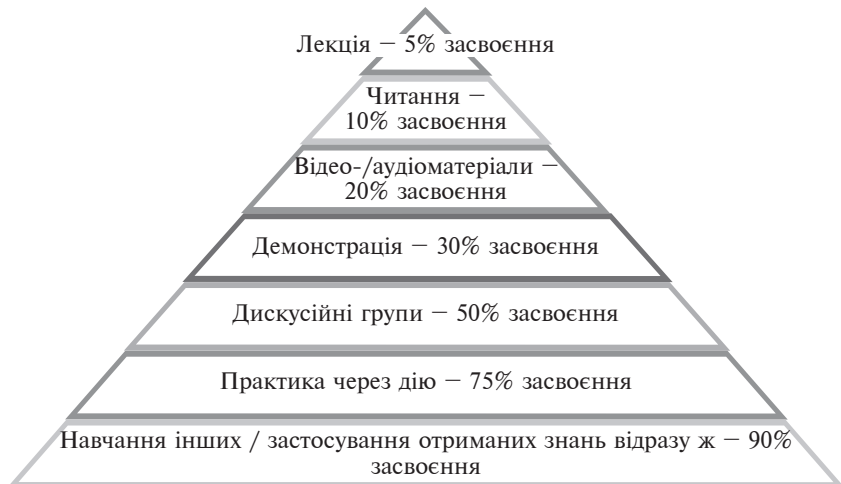 Лекція — 5% засвоєння
Читання —
10% засвоєння
Відео-/аудіоматеріали —
20% засвоєння
Демонстрація — 30% засвоєння
Дискусійні групи — 50% засвоєння
Практика через дію — 75% засвоєння
Навчання інших / застосування отриманих знань відразу ж — 90%
засвоєння